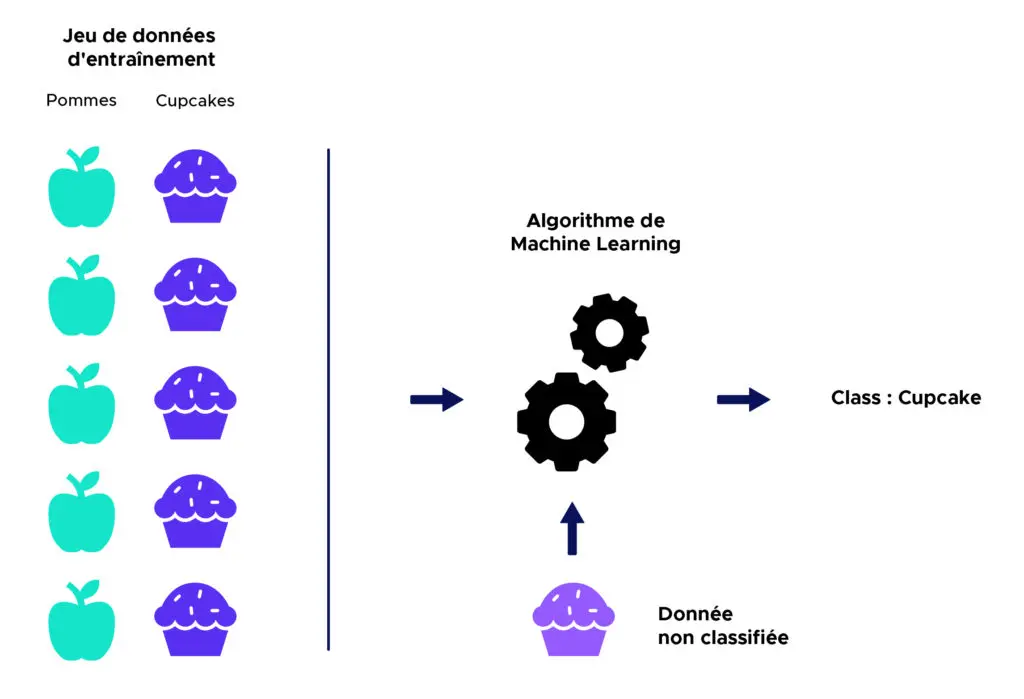 Jeu de données
d'entraînement
Pommes
Cupcakes
Algorithme de
Machine Learning
Class : Cupcake
Donnée
non classifiée